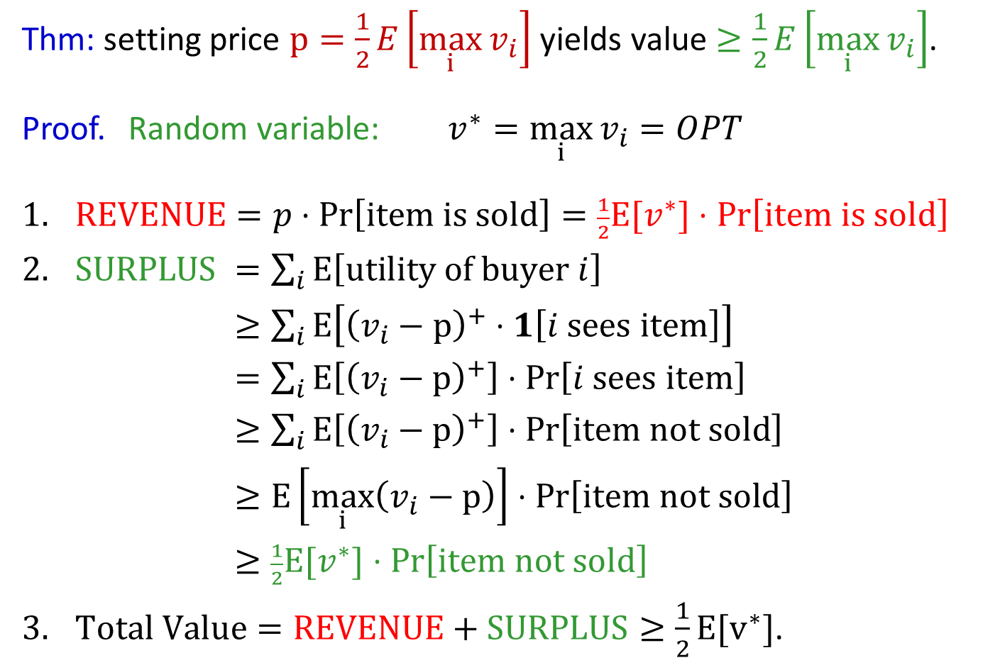 Thm: setting price p = ½ E [max_i v_i] yields value ≥ ½ E [max_i v_i].
Proof. Random variable: v* = max_i v_i = OPT
1. REVENUE = p · Pr[item is sold] = ½E[v*] · Pr[item is sold]
2. SURPLUS = ∑_i E[utility of buyer i]
≥ ∑_i E[(v_i − p)⁺ · 1[i sees item]]
= ∑_i E[(v_i − p)⁺] · Pr[i sees item]
≥ ∑_i E[(v_i − p)⁺] · Pr[item not sold]
≥ E [max_i(v_i − p)] · Pr[item not sold]
≥ ½E[v*] · Pr[item not sold]
3. Total Value = REVENUE + SURPLUS ≥ ½ E[v*].